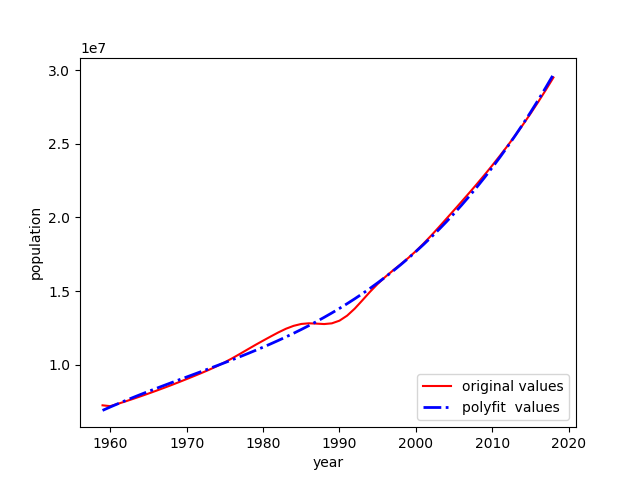 1e7
3.0
2.5
2.0
1.5
1.0
population
1960 1970 1980 1990 2000 2010 2020
year
original values
polyfit  values